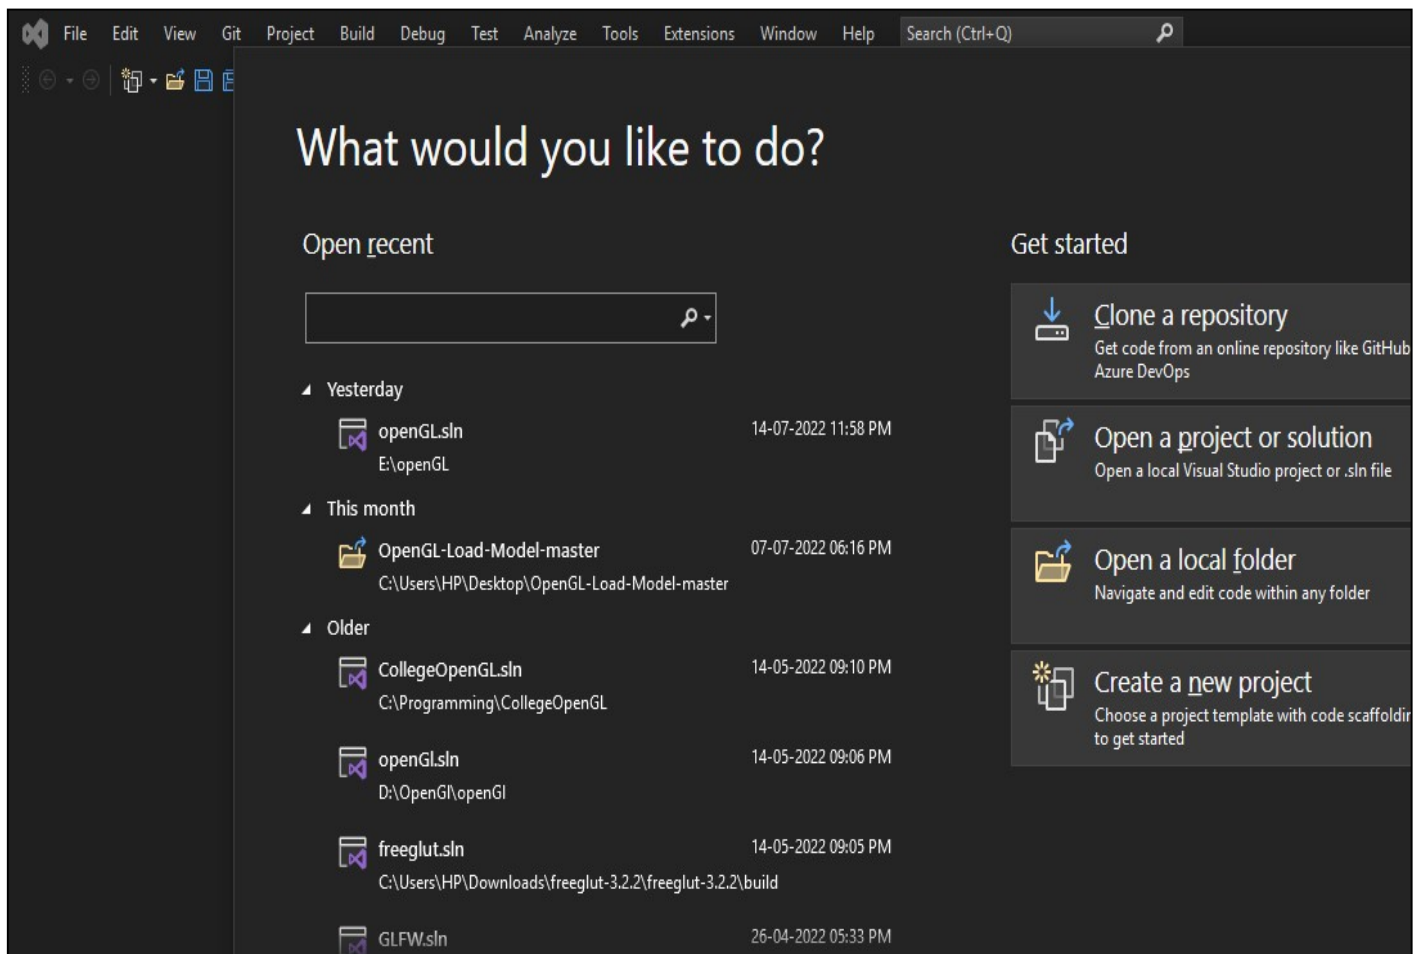 File Edit View Git Project Build Debug Test Analyze Tools Extensions Window Help Search (Ctrl+Q)
What would you like to do?
Open recent
Yesterday
openGL.sln 14-07-2022 11:58 PM
E:\openGL
This month
OpenGL-Load-Model-master 07-07-2022 06:16 PM
C:\Users\HP\Desktop\OpenGL-Load-Model-master
Older
CollegeOpenGL.sln 14-05-2022 09:10 PM
C:\Programming\CollegeOpenGL
openGl.sln 14-05-2022 09:06 PM
D:\OpenGl\openGl
freeglut.sln 14-05-2022 09:05 PM
C:\Users\HP\Downloads\freeglut-3.2.2\freeglut-3.2.2\build
GLFW.sln 26-04-2022 05:33 PM
Get started
Clone a repository
Get code from an online repository like GitHub
Azure DevOps
Open a project or solution
Open a local Visual Studio project or .sln file
Open a local folder
Navigate and edit code within any folder
Create a new project
Choose a project template with code scaffoldin
to get started